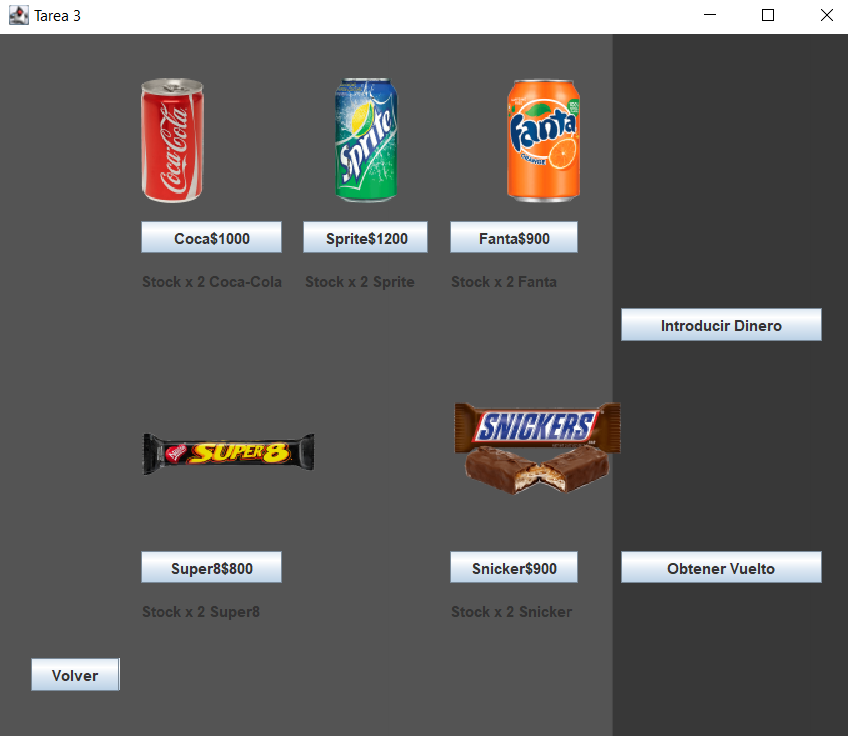 Tarea 3
Coca-Cola
Sprite
Fanta
Coca$1000
Sprite$1200
Fanta$900
Stock x 2 Coca-Cola
Stock x 2 Sprite
Stock x 2 Fanta
Introducir Dinero
SUPER8
SNICKERS
Super8$800
Snicker$900
Obtener Vuelto
Stock x 2 Super8
Stock x 2 Snicker
Volver